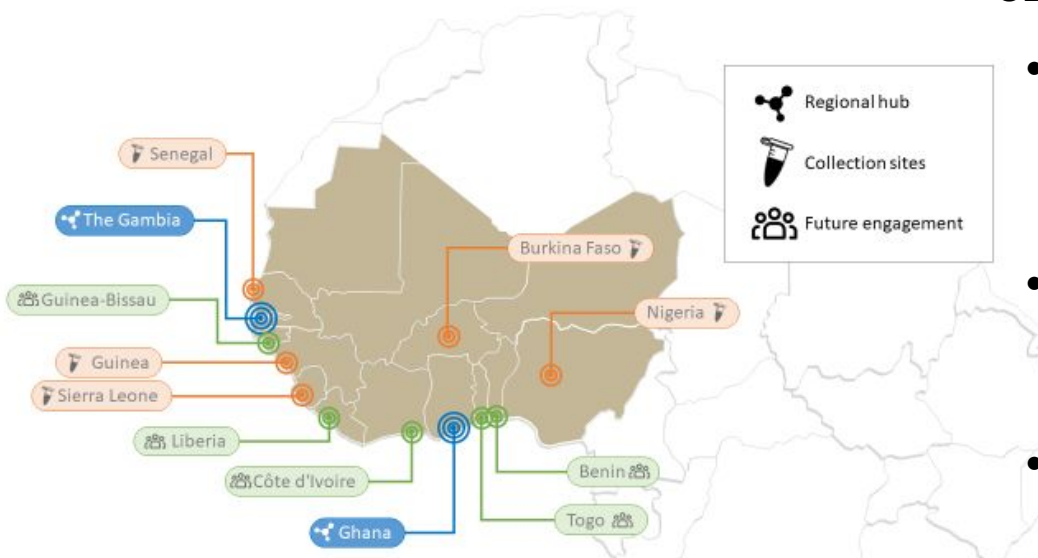 Regional hub
Collection sites
Future engagement
Senegal
The Gambia
Guinea-Bissau
Guinea
Sierra Leone
Liberia
Côte d'Ivoire
Ghana
Burkina Faso
Nigeria
Benin
Togo